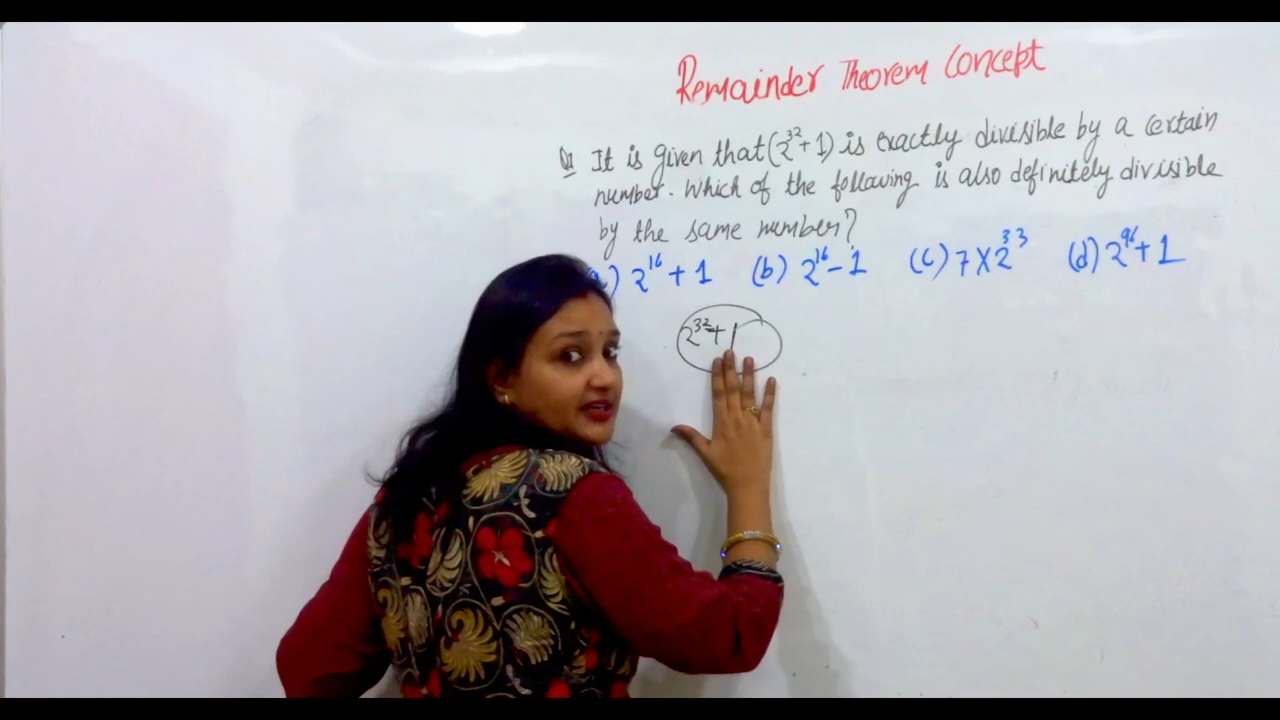 Remainder Theorem Concept
Q1 It is given that (2³²+1) is exactly divisible by a certain
number. Which of the following is also definitely divisible
by the same number?
) 2¹⁶ + 1 (b) 2¹⁶ - 1 (c) 7 X 2³³ (d) 2⁹⁶ + 1
2³² + 1